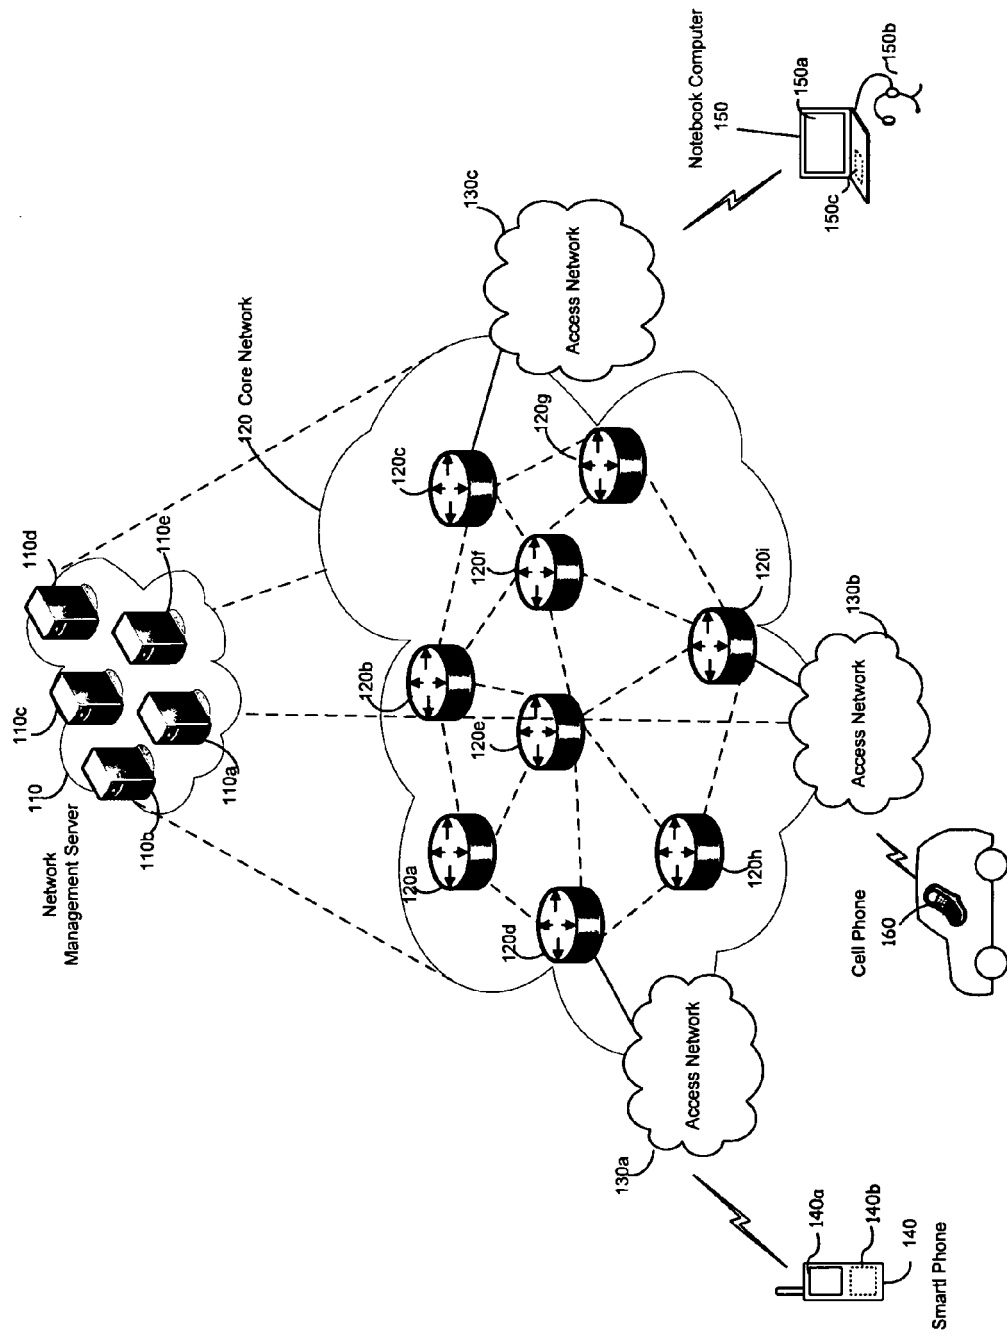 Network
Management Server
110
110c
110d
110b
110a
110e
120 Core Network
120a
120b
120c
120d
120e
120f
120g
120h
120i
130a
Access Network
130b
Access Network
130c
Access Network
Smartl Phone
140
140a
140b
Cell Phone
160
Notebook Computer
150
150a
150b
150c